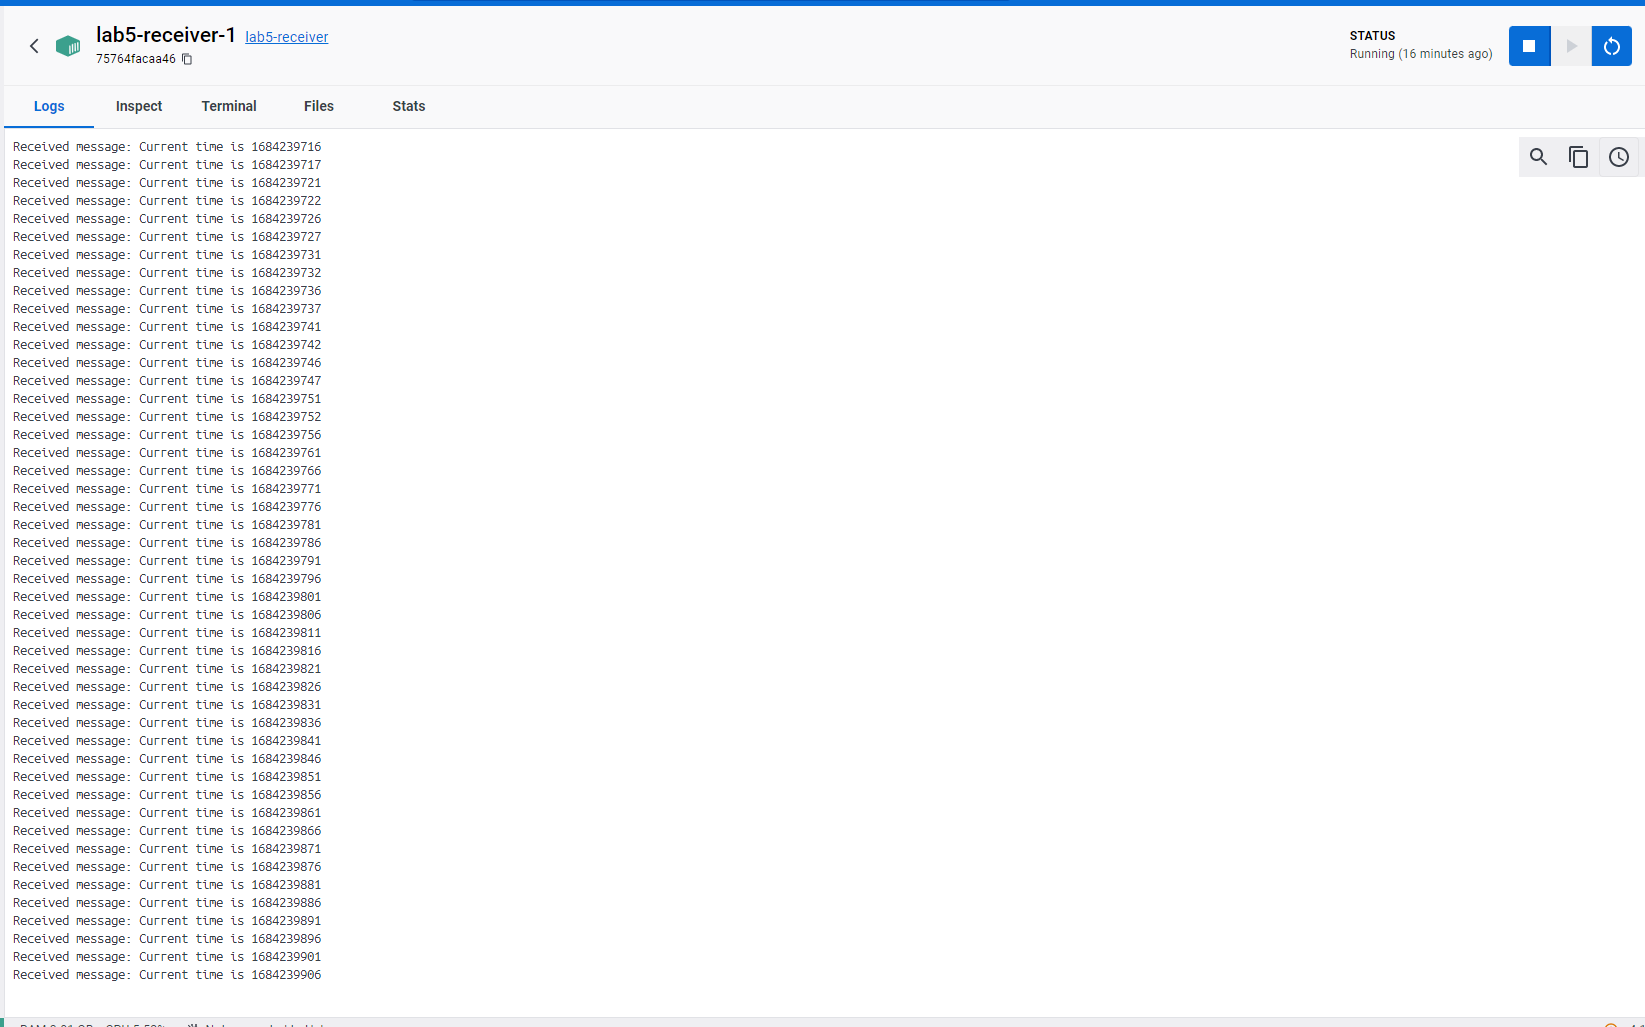 lab5-receiver-1 lab5-receiver
75764facaa46
STATUS
Running (16 minutes ago)
Logs Inspect Terminal Files Stats
Received message: Current time is 1684239716
Received message: Current time is 1684239717
Received message: Current time is 1684239721
Received message: Current time is 1684239722
Received message: Current time is 1684239726
Received message: Current time is 1684239727
Received message: Current time is 1684239731
Received message: Current time is 1684239732
Received message: Current time is 1684239736
Received message: Current time is 1684239737
Received message: Current time is 1684239741
Received message: Current time is 1684239742
Received message: Current time is 1684239746
Received message: Current time is 1684239747
Received message: Current time is 1684239751
Received message: Current time is 1684239752
Received message: Current time is 1684239756
Received message: Current time is 1684239761
Received message: Current time is 1684239766
Received message: Current time is 1684239771
Received message: Current time is 1684239776
Received message: Current time is 1684239781
Received message: Current time is 1684239786
Received message: Current time is 1684239791
Received message: Current time is 1684239796
Received message: Current time is 1684239801
Received message: Current time is 1684239806
Received message: Current time is 1684239811
Received message: Current time is 1684239816
Received message: Current time is 1684239821
Received message: Current time is 1684239826
Received message: Current time is 1684239831
Received message: Current time is 1684239836
Received message: Current time is 1684239841
Received message: Current time is 1684239846
Received message: Current time is 1684239851
Received message: Current time is 1684239856
Received message: Current time is 1684239861
Received message: Current time is 1684239866
Received message: Current time is 1684239871
Received message: Current time is 1684239876
Received message: Current time is 1684239881
Received message: Current time is 1684239886
Received message: Current time is 1684239891
Received message: Current time is 1684239896
Received message: Current time is 1684239901
Received message: Current time is 1684239906